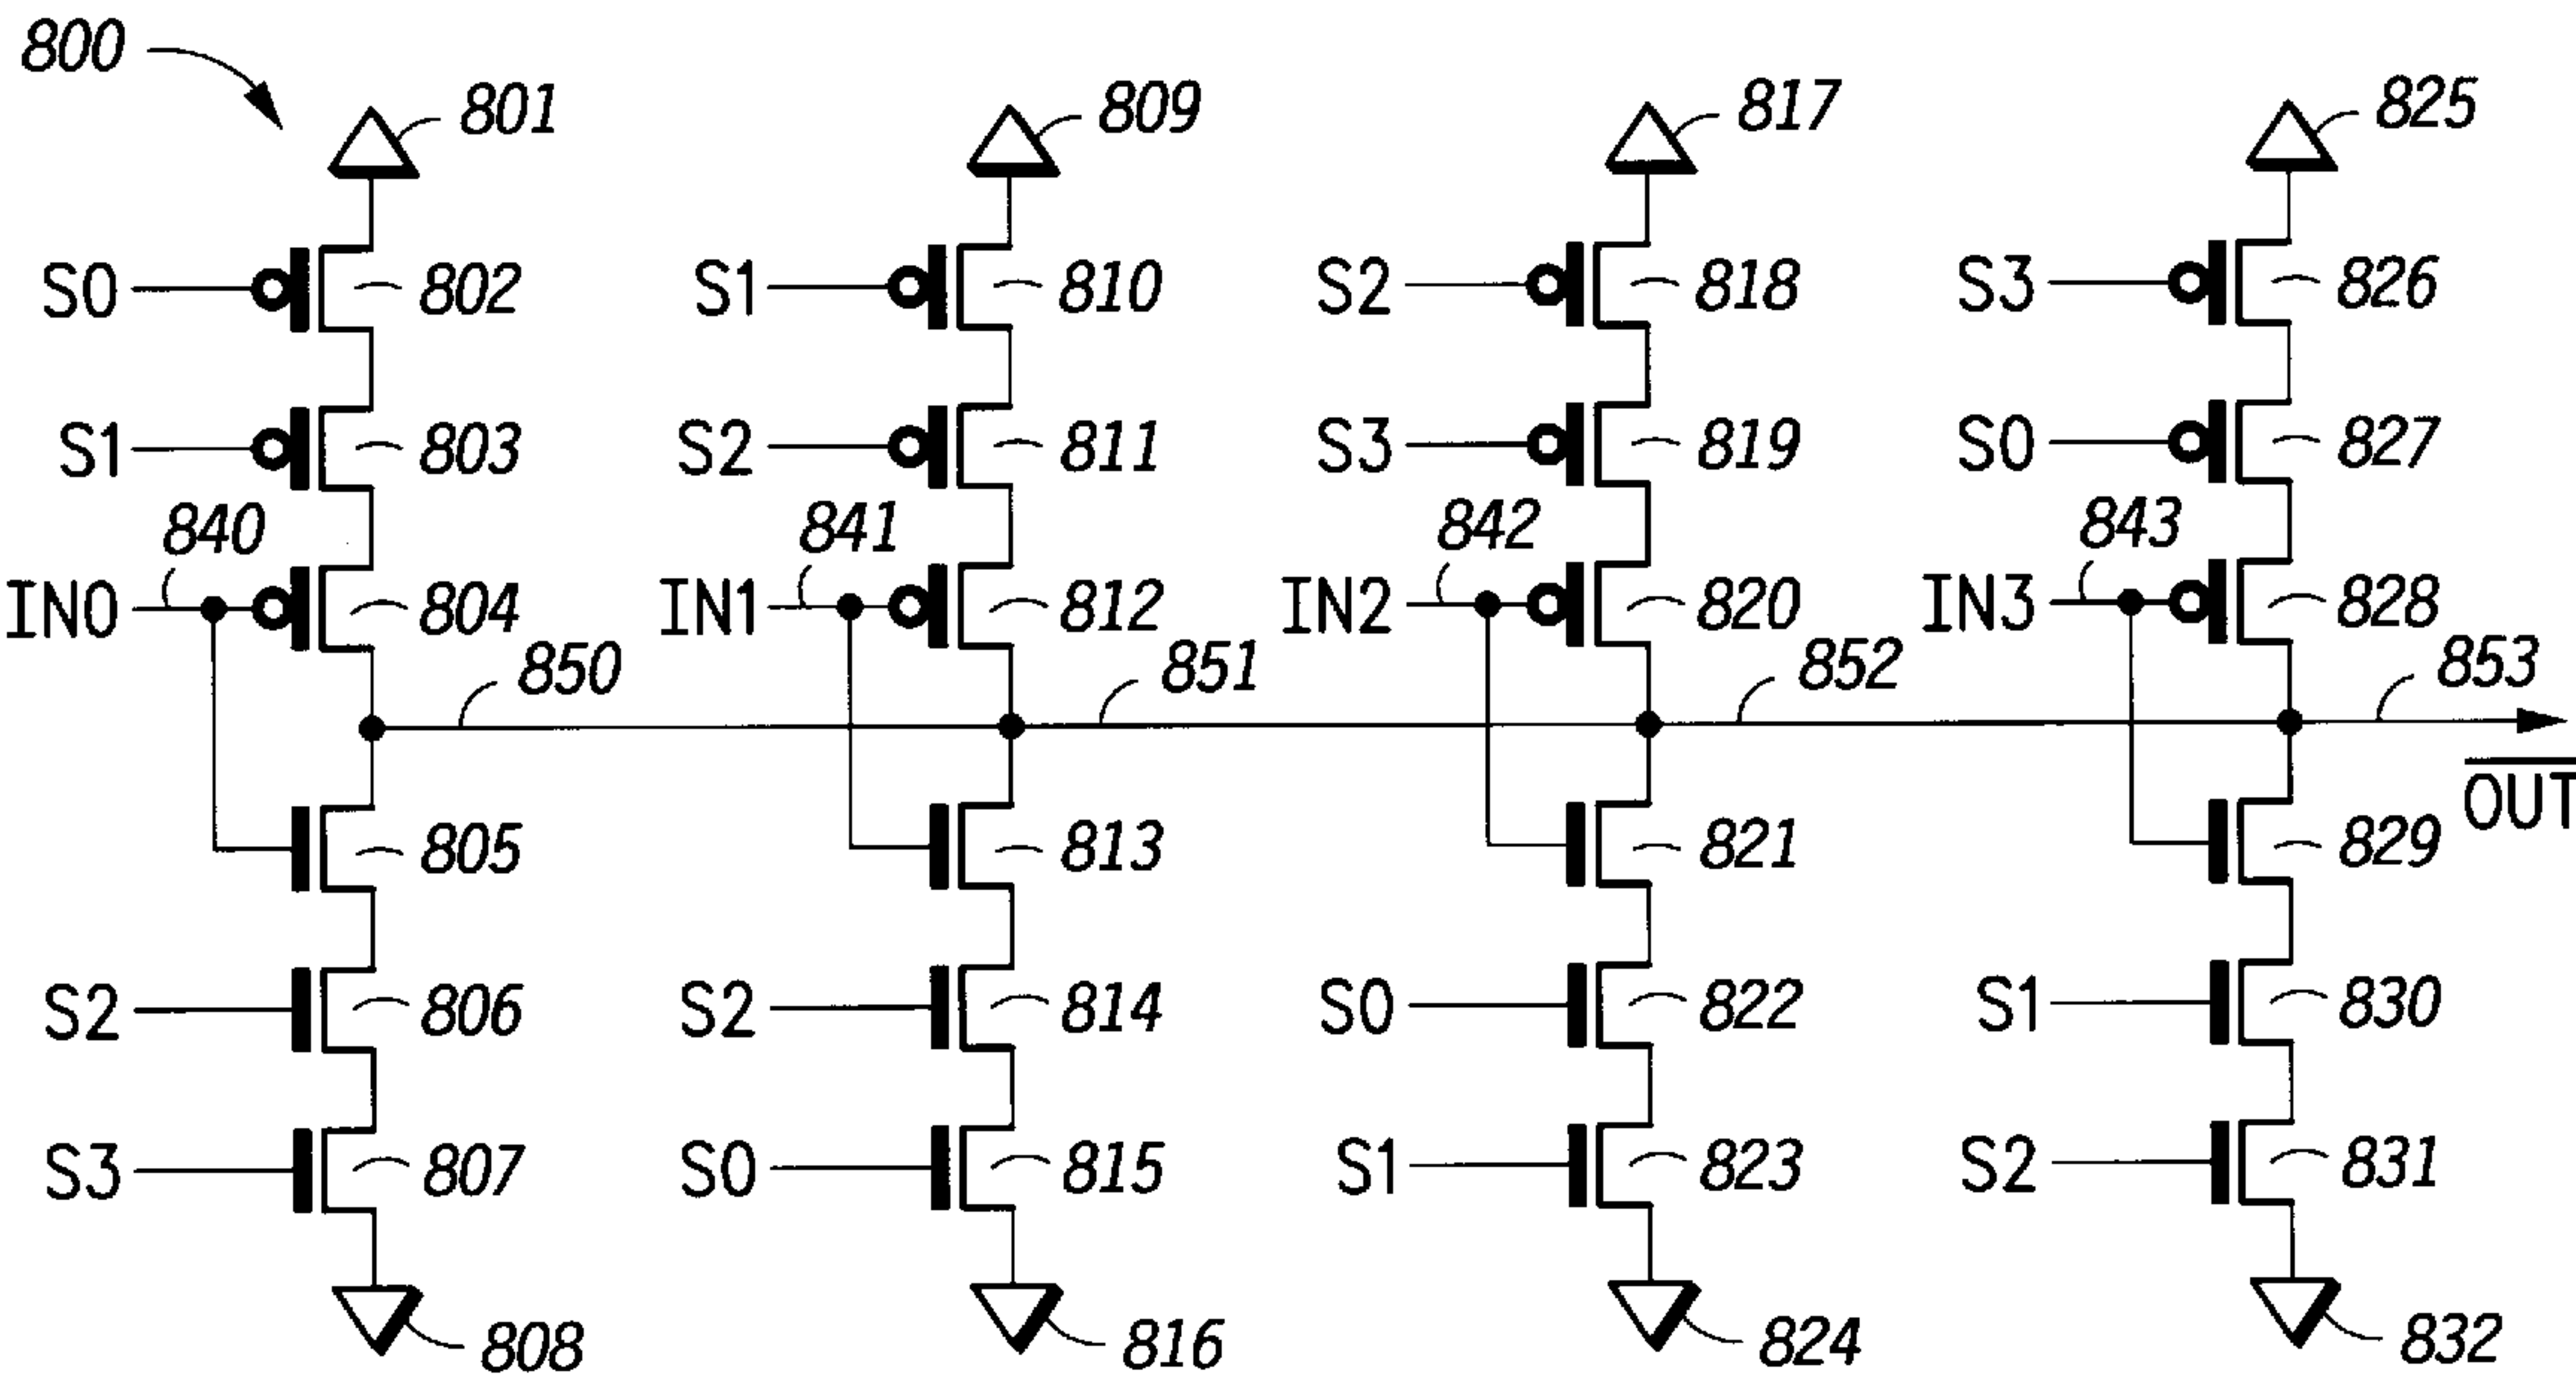 800
801 809 817 825
S0 802 S1 810 S2 818 S3 826
S1 803 S2 811 S3 819 S0 827
840 841 842 843
IN0 804 IN1 812 IN2 820 IN3 828
850 851 852 853
OUT
805 813 821 829
S2 806 S2 814 S0 822 S1 830
S3 807 S0 815 S1 823 S2 831
808 816 824 832